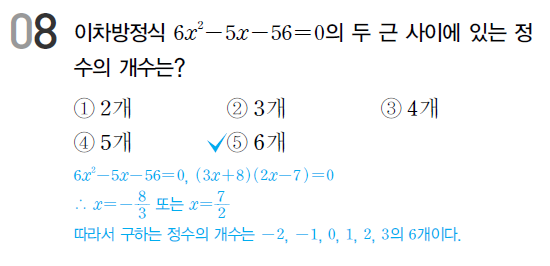 08 이차방정식 6x²-5x-56=0의 두 근 사이에 있는 정
수의 개수는?
① 2개 ② 3개 ③ 4개
④ 5개 ✓⑤ 6개
6x²-5x-56=0, (3x+8)(2x-7)=0
∴ x=-8/3 또는 x=7/2
따라서 구하는 정수의 개수는 -2, -1, 0, 1, 2, 3의 6개이다.